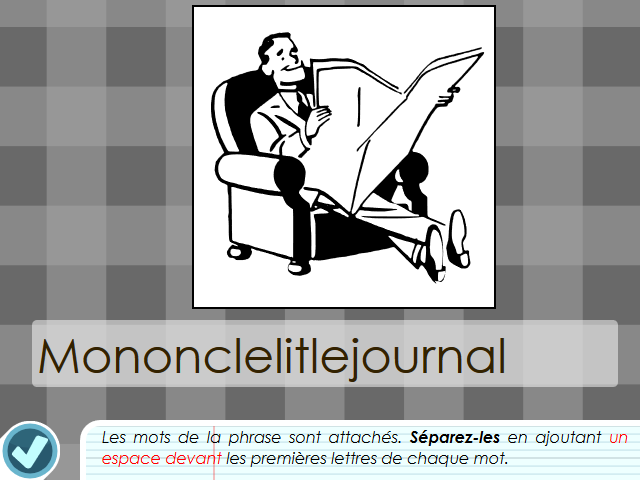 Mononclelitlejournal
Les mots de la phrase sont attachés. Séparez-les en ajoutant un
espace devant les premières lettres de chaque mot.